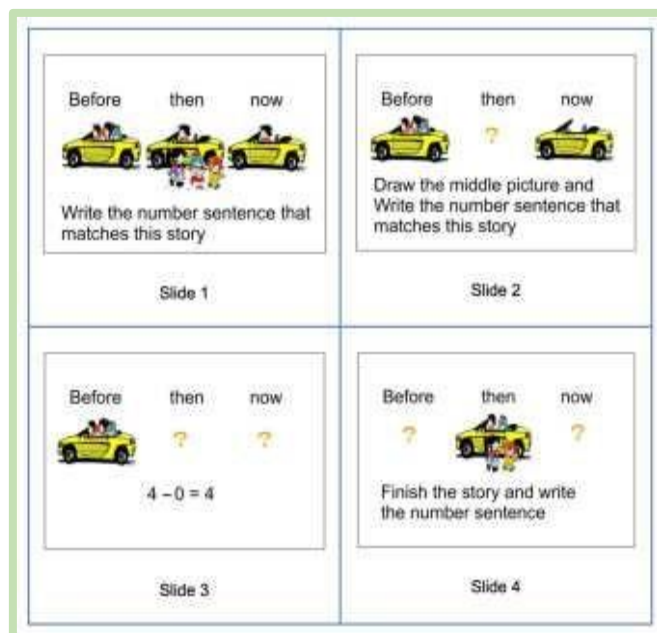 Before then now
Write the number sentence that
matches this story
Slide 1
Before then now
?
Draw the middle picture and
Write the number sentence that
matches this story
Slide 2
Before then now
? ?
4 – 0 = 4
Slide 3
Before then now
? ?
Finish the story and write
the number sentence
Slide 4